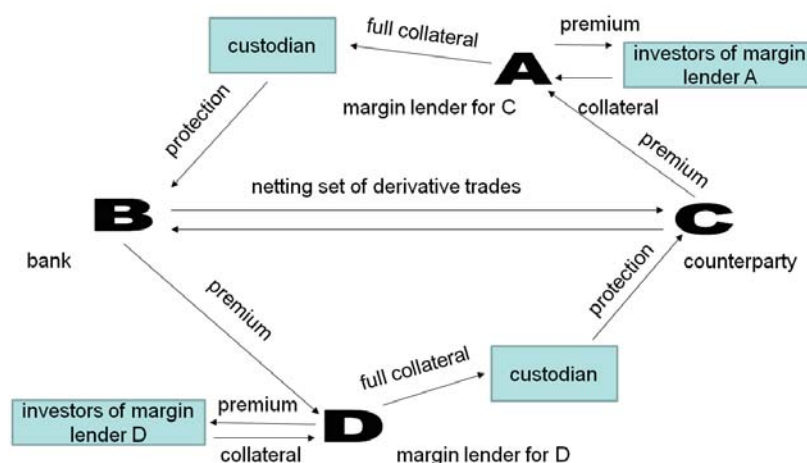 full collateral
premium
custodian
A
investors of margin
lender A
margin lender for C
collateral
protection
premium
netting set of derivative trades
B
C
bank
counterparty
premium
protection
full collateral
custodian
investors of margin
lender D
premium
D
collateral
margin lender for D